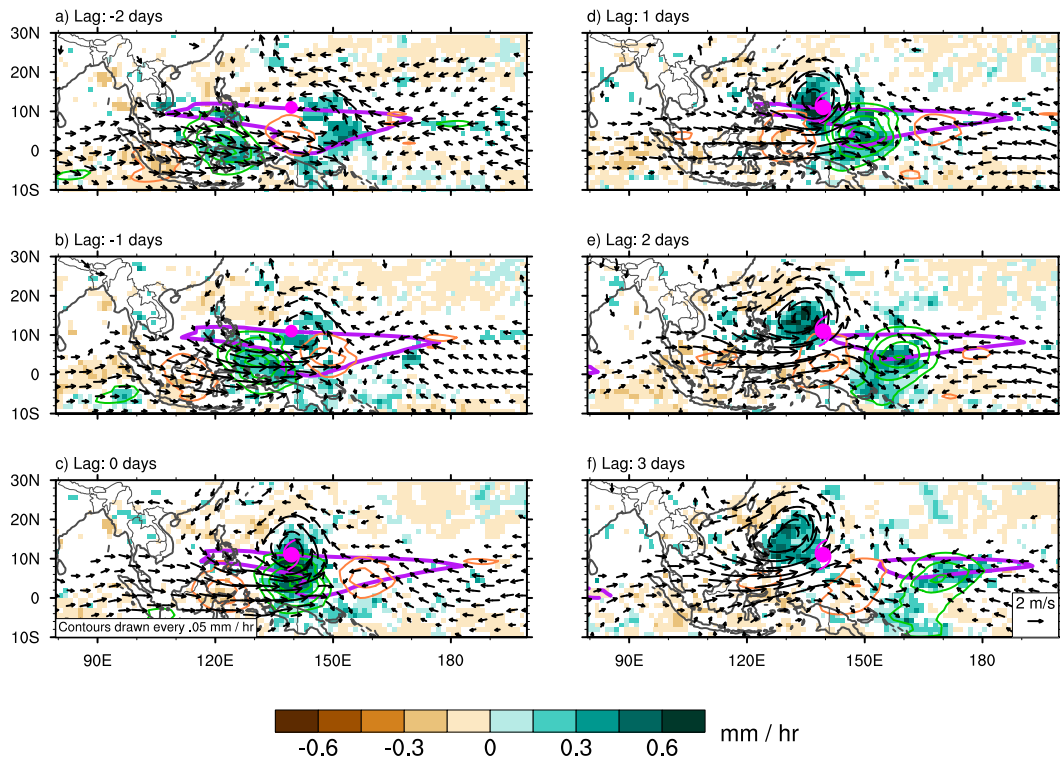 a) Lag: -2 days
30N
20N
10N
0
10S
b) Lag: -1 days
30N
20N
10N
0
10S
c) Lag: 0 days
30N
20N
10N
0
10S
Contours drawn every .05 mm / hr
90E 120E 150E 180
d) Lag: 1 days
e) Lag: 2 days
f) Lag: 3 days
2 m/s
90E 120E 150E 180
-0.6 -0.3 0 0.3 0.6
mm / hr